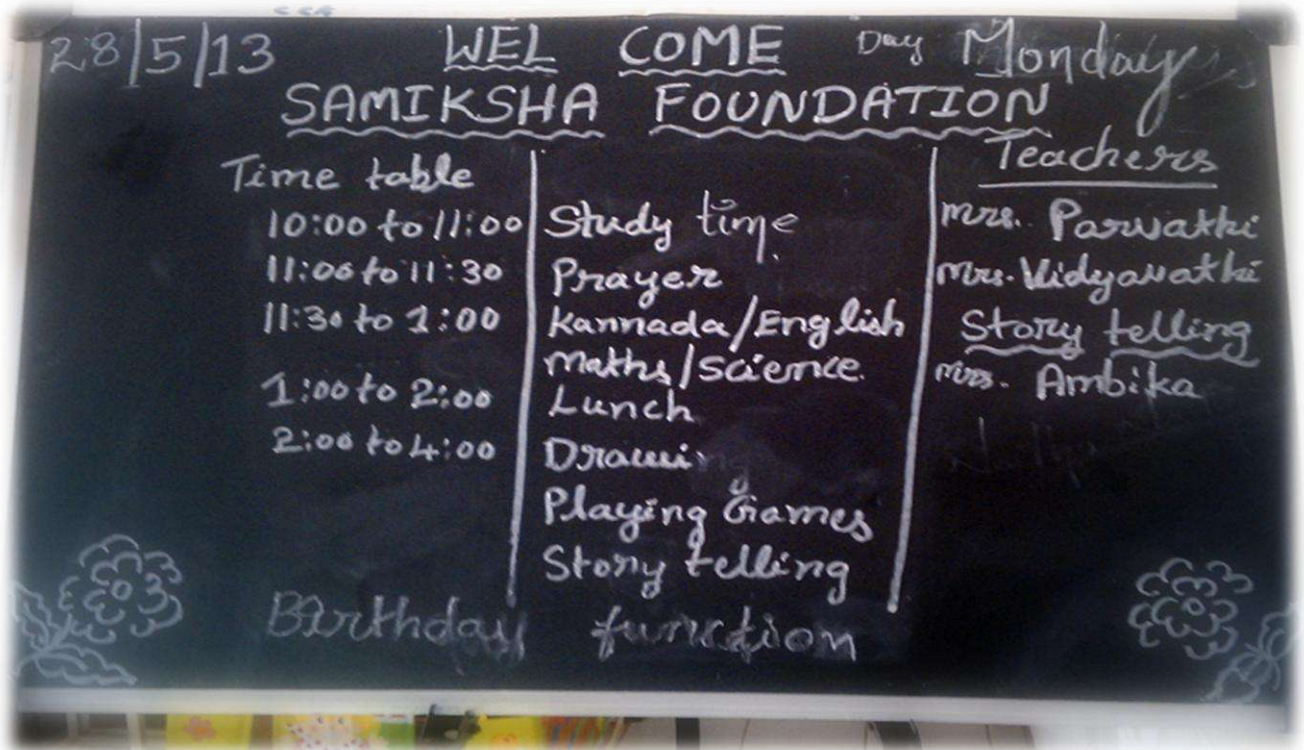 28/5/13 WEL COME Day Monday
SAMIKSHA FOUNDATION
Time table
10:00 to 11:00 Study time
11:00 to 11:30 Prayer
11:30 to 1:00 Kannada/English
Maths/Science
1:00 to 2:00 Lunch
2:00 to 4:00 Drawing
Playing Games
Story telling
Birthday function
Teachers
Mrs. Parvathi
Mrs. Vidyavathi
Story telling
Mrs. Ambika